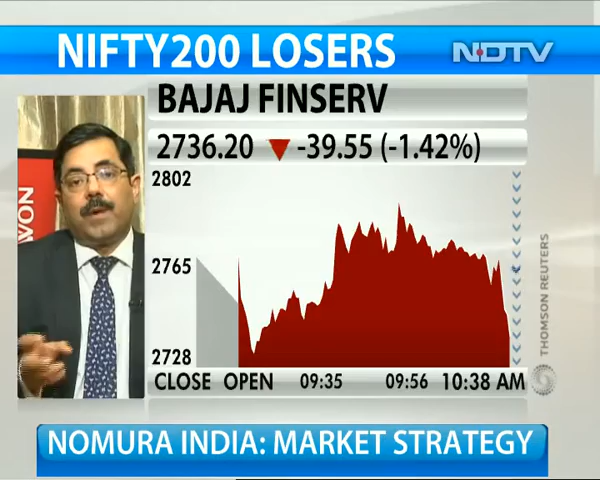 NIFTY200 LOSERS
NDTV
BAJAJ FINSERV
2736.20 ▼ -39.55 (-1.42%)
2802
2765
2728
CLOSE OPEN 09:35 09:56 10:38 AM
THOMSON REUTERS
NOMURA INDIA: MARKET STRATEGY